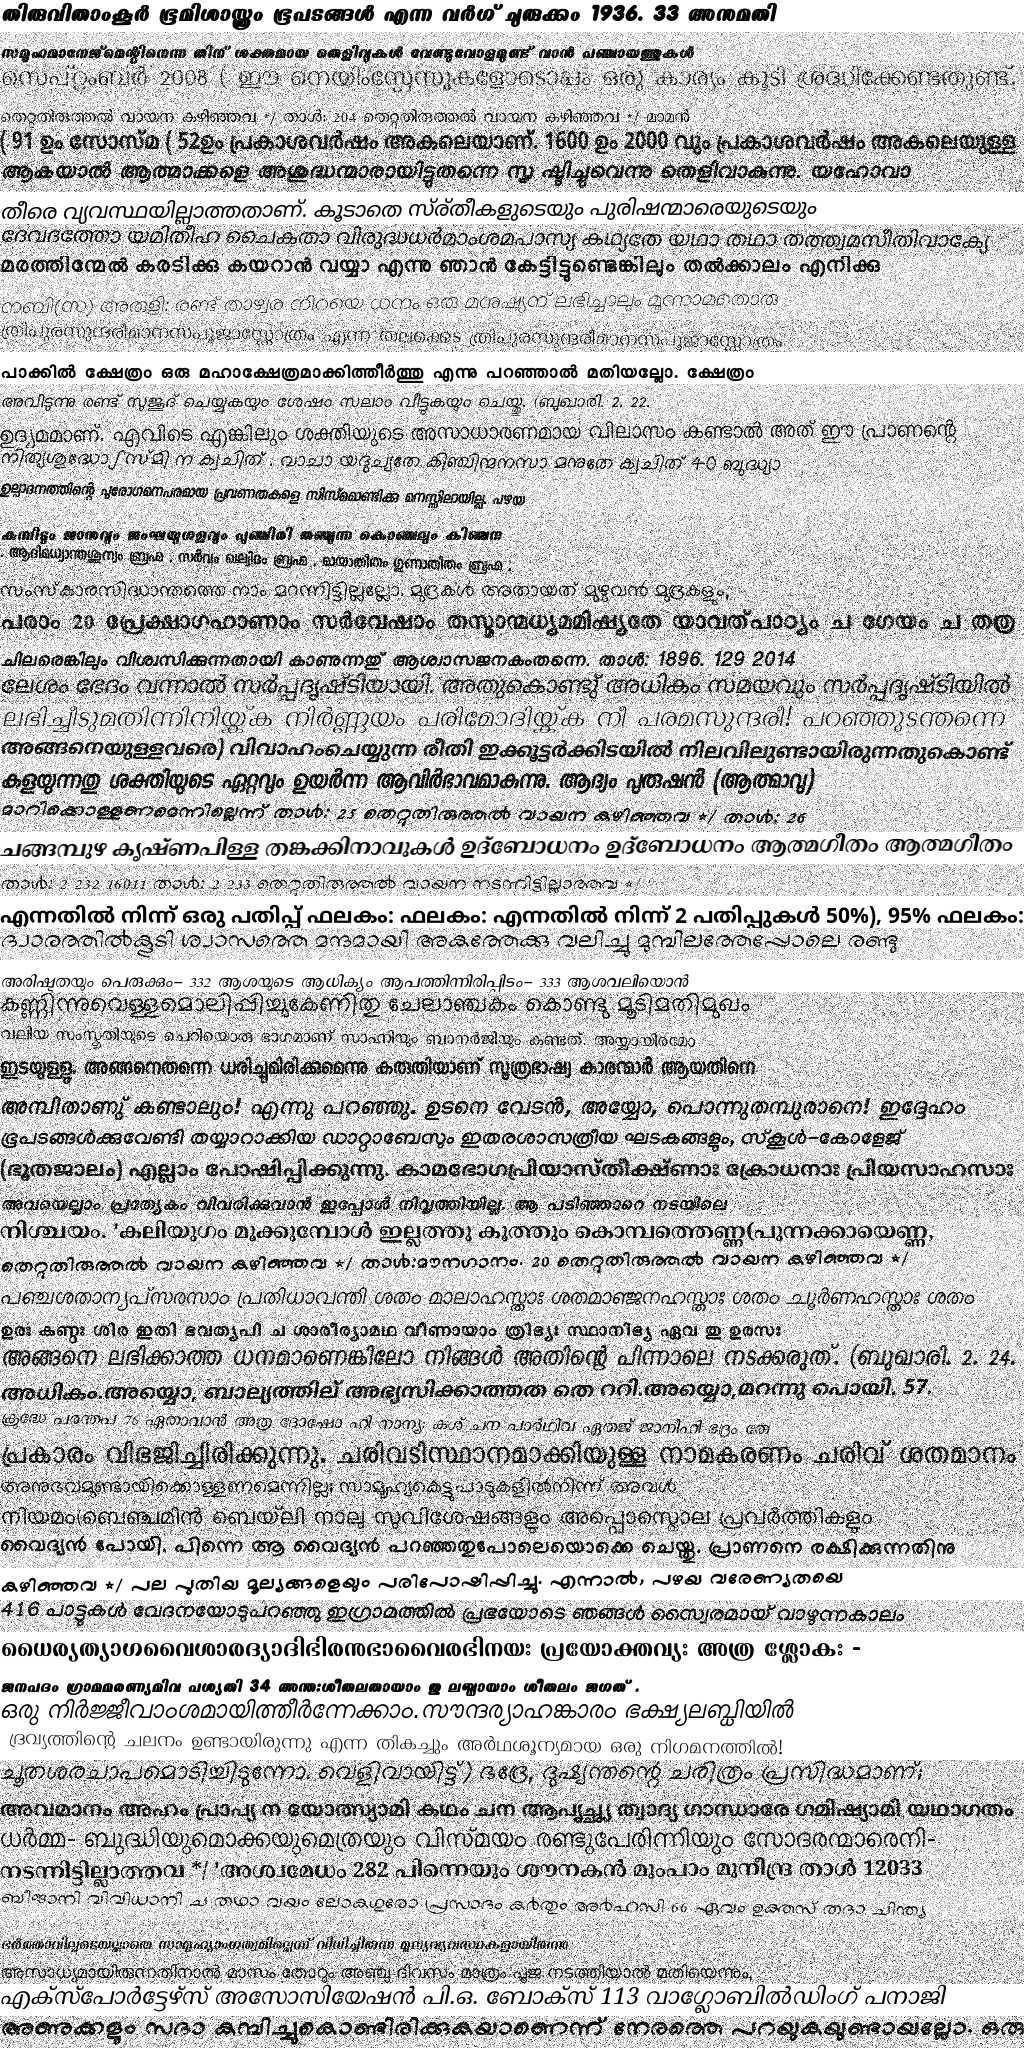 തിരുവിതാംകൂർ ഭൂമിശാസ്ത്രം ഭൂപടങ്ങൾ എന്ന വർഗ് ചുരുക്കം 1936. 33 അനുമതി
സമൂഹമാനേജ്മെന്റിനെന്ന തിന് ശക്തമായ തെളിവുകൾ വേണ്ടുവോളമുണ്ട് വാൻ പഞ്ചായത്തുകൾ
സെപ്റ്റംബർ 2008 ( ഈ നെയിംസ്പേസുകളോടൊപ്പം ഒരു കാര്യം കൂടി ശ്രദ്ധിക്കേണ്ടതുണ്ട്.
തെറ്റുതിരുത്തൽ വായന കഴിഞ്ഞവ */ താൾ: 204 തെറ്റുതിരുത്തൽ വായന കഴിഞ്ഞവ */ മാമൻ
( 91 ഉം സോസ്മ ( 52ഉം പ്രകാശവർഷം അകലെയാണ്. 1600 ഉം 2000 വും പ്രകാശവർഷം അകലെയുള്ള
ആകയാൽ ആത്മാക്കളെ അശുദ്ധന്മാരായിട്ടുതന്നെ സൃ ഷ്ടിച്ചുവെന്നു തെളിവാകുന്നു. യഹോവാ
തീരെ വ്യവസ്ഥയില്ലാത്തതാണ്. കൂടാതെ സ്ര്തീകളുടെയും പുരിഷന്മാരെയുടെയും
ദേവദത്തോ യമിതീഹ ചൈകതാ വിരുദ്ധധർമാംശമപാസ്യ കഥ്യതേ യഥാ തഥാ തത്ത്വമസീതിവാക്യേ
മരത്തിന്മേൽ കരടിക്കു കയറാൻ വയ്യാ എന്നു ഞാൻ കേട്ടിട്ടുണ്ടെങ്കിലും തൽക്കാലം എനിക്കു
നബി(സ) അരുളി: രണ്ട് താഴ്വര നിറയെ ധനം ഒരു മനുഷ്യന് ലഭിച്ചാലും മൂന്നാമതൊരു
ത്രിപുരസുന്ദരീമാനസപൂജാസ്തോത്രം എന്ന താളുകളുടെ ത്രിപുരസുന്ദരീമാനസപൂജാസ്തോത്രം
പാക്കിൽ ക്ഷേത്രം ഒരു മഹാക്ഷേത്രമാക്കിത്തീർത്തു എന്നു പറഞ്ഞാൽ മതിയല്ലോ. ക്ഷേത്രം
അവിടുന്നു രണ്ട് സുജൂദ് ചെയ്യുകയും ശേഷം സലാം വീട്ടുകയും ചെയ്തു. (ബുഖാരി. 2. 22.
ഉദ്യമമാണ്. ഏവിടെ എങ്കിലും ശക്തിയുടെ അസാധാരണമായ വിലാസം കണ്ടാൽ അത് ഈ പ്രാണന്റെ
നിത്യശുദ്ധോഽസ്മി ന ക്വചിത് . വാചാ യദുച്യതേ കിഞ്ചിന്മനസാ മനുതേ ക്വചിത് 40 ബുദ്ധ്യാ
ഉല്പാദനത്തിന്റെ പുരോഗനെപരമായ പ്രവണതകളെ സിസ്മൊണ്ടിക്കു മനസ്സിലായില്ല. പഴയ
കമ്പിട്ടും ജാനുവും ജംഘയുഗളവും പൂഞ്ചിതി തഞ്ചുന്ന കൊഞ്ചലും കിഞ്ചന
. ആദിമധ്യാന്തശൂന്യം ബ്രഹ്മ . സർവം ഖല്വിദം ബ്രഹ്മ . മായാതീതം ഗുണാതീതം ബ്രഹ്മ .
സംസ്കാരസിദ്ധാന്തത്തെ നാം മറന്നിട്ടില്ലല്ലോ. മുദ്രകൾ അതായത് മുഴുവൻ മുദ്രകളും,
പരാം 20 പ്രേക്ഷാഗഹാണാം സർവേഷാം തസ്മാന്മധ്യമമിഷ്യതേ യാവത്പാഠ്യം ച ഗേയം ച തത്ര
ചിലരെങ്കിലും വിശ്വസിക്കുന്നതായി കാണുന്നതു് ആശ്വാസജനകംതന്നെ. താൾ: 1896. 129 2014
ലേശം ഭേദം വന്നാൽ സർപ്പദൃഷ്ടിയായി. അതുകൊണ്ടു് അധികം സമയവും സർപ്പദൃഷ്ടിയിൽ
ലഭിച്ചീടുമതിന്നിനിയ്ക്ക നിർണ്ണയം പരിമോദിയ്ക്ക നീ പരമസുന്ദരി! പറഞ്ഞുടന്തന്നെ
അങ്ങനെയുള്ളവരെ) വിവാഹംചെയ്യുന്ന രീതി ഇക്കൂട്ടർക്കിടയിൽ നിലവിലുണ്ടായിരുന്നതുകൊണ്ട്
കളയുന്നതു ശക്തിയുടെ ഏറ്റവും ഉയർന്ന ആവിർഭാവമാകുന്നു. ആദ്യം പുരുഷൻ (ആത്മാവു)
മാറിക്കൊള്ളണമെന്നില്ലെന്ന് താൾ: 25 തെറ്റുതിരുത്തൽ വായന കഴിഞ്ഞവ */ താൾ: 26
ചങ്ങമ്പുഴ കൃഷ്ണപിള്ള തങ്കക്കിനാവുകൾ ഉദ്ബോധനം ഉദ്ബോധനം ആത്മഗീതം ആത്മഗീതം
താൾ: 2 232 16011 താൾ: 2 233 തെറ്റുതിരുത്തൽ വായന നടന്നിട്ടില്ലാത്തവ */
എന്നതിൽ നിന്ന് ഒരു പതിപ്പ് ഫലകം: ഫലകം: എന്നതിൽ നിന്ന് 2 പതിപ്പുകൾ 50%), 95% ഫലകം:
ദ്വാരത്തിൽകൂടി ശ്വാസത്തെ മന്ദമായി അകത്തേക്കു വലിച്ചു മുമ്പിലത്തേപ്പോലെ രണ്ടു
അരിഷ്ടതയും പെരുക്കും– 332 ആശയുടെ ആധിക്യം ആപത്തിന്നിരിപ്പിടം– 333 ആശവലിയൊൻ
കണ്ണിന്നുവെള്ളമൊലിപ്പിച്ചുകേണിതു ചേലാഞ്ചകം കൊണ്ടു മൂടിമതിമുഖം
വലിയ സംസ്കൃതിയുടെ ചെറിയൊരു ഭാഗമാണ് സാഹ്നിയും ബാനർജിയും കണ്ടത്. അയ്യായിരമോ
ഇടയുള്ളു. അങ്ങനെതന്നെ ധരിച്ചുമിരിക്കുമെന്നു കരുതിയാണ് സൂത്രഭാഷ്യ കാരന്മാർ ആയതിനെ
അമ്പിതാണു് കണ്ടാലും! എന്നു പറഞ്ഞു. ഉടനെ വേടൻ, അയ്യോ, പൊന്നുതമ്പുരാനെ! ഇദ്ദേഹം
ഭൂപടങ്ങൾക്കുവേണ്ടി തയ്യാറാക്കിയ ഡാറ്റാബേസും ഇതരശാസത്രീയ ഘടകങ്ങളും, സ്കൂൾ–കോളേജ്
(ഭൂതജാലം) എല്ലാം പോഷിപ്പിക്കുന്നു. കാമഭോഗപ്രിയാസ്തീക്ഷ്ണാഃ ക്രോധനാഃ പ്രിയസാഹസാഃ
അവയെല്ലാം പ്രത്യേകം വിവരിക്കുവാൻ ഇപ്പോൾ നിവൃത്തിയില്ല. ആ പടിഞ്ഞാറെ നടയിലെ
നിശ്ചയം. 'കലിയുഗം മൂക്കുമ്പോൾ ഇല്ലത്തു കൂത്തും കൊമ്പത്തെണ്ണ(പുന്നക്കായെണ്ണ,
തെറ്റുതിരുത്തൽ വായന കഴിഞ്ഞവ */ താൾ:മൗനഗാനം. 20 തെറ്റുതിരുത്തൽ വായന കഴിഞ്ഞവ */
പഞ്ചശതാന്യപ്സരസാം പ്രതിധാവന്തി ശതം മാലാഹസ്താഃ ശതമാഞ്ജനഹസ്താഃ ശതം ചൂർണഹസ്താഃ ശതം
ഉരഃ കണ്ഠഃ ശിര ഇതി ഭവത്യപി ച ശാരീര്യാമഥ വീണായാം ത്രിഭ്യഃ സ്ഥാനിഭ്യ ഏവ തു ഉരസഃ
അങ്ങനെ ലഭിക്കാത്ത ധനമാണെങ്കിലോ നിങ്ങൾ അതിന്റെ പിന്നാലെ നടക്കരുത്. (ബുഖാരി. 2. 24.
അധികം.അയ്യൊ, ബാല്യത്തില് അഭ്യസിക്കാത്തത തെ ററി.അയ്യൊ,മറന്നു പൊയി. 57.
ക്രുദ്ധേ പരന്തപ 76 ഏതാവാൻ അത്ര ദോഷോ ഹി നാന്യഃ കശ് ചന പാർഥിവ ഏതജ് ജാനീഹി ഭദ്രം തേ
പ്രകാരം വിഭജിച്ചിരിക്കുന്നു. ചരിവടിസ്ഥാനമാക്കിയുള്ള നാമകരണം ചരിവ് ശതമാനം
അനുഭവമുണ്ടായിക്കൊള്ളണമെന്നില്ലഃ സാമൂഹ്യകെട്ടുപാടുകളിൽനിന്ന് അവൾ
നിയമം(ബെഞ്ചമിൻ ബെയ്ലി നാലു സുവിശേഷങ്ങളും അപ്പൊസ്തൊല പ്രവർത്തികളും
വൈദ്യൻ പോയി. പിന്നെ ആ വൈദ്യൻ പറഞ്ഞതുപോലെയൊക്കെ ചെയ്തു. പ്രാണനെ രക്ഷിക്കുന്നതിനു
കഴിഞ്ഞവ */ പല പുതിയ മൂല്യങ്ങളെയും പരിപോഷിപ്പിച്ചു. എന്നാൽ, പഴയ വരേണ്യതയെ
416 പാട്ടുകൾ വേദനയോടുപറഞ്ഞു ഇഗ്രാമത്തിൽ പ്രഭയോടെ ഞങ്ങൾ സ്വൈരമായ് വാഴുന്നകാലം
ധൈര്യത്യാഗവൈശാരദ്യാദിഭിരനുഭാവൈരഭിനയഃ പ്രയോക്തവ്യഃ അത്ര ശ്ലോകഃ -
ജനപദം ഗ്രാമമരണ്യമിവ പശ്യതി 34 അന്തഃശീതലതായാം തു ലബ്ധായാം ശീതലം ജഗത് .
ഒരു നിർജ്ജീവാംശമായിത്തീർന്നേക്കാം.സൗന്ദര്യാഹങ്കാരം ഭക്ഷ്യലബ്ധിയിൽ
ദ്രവ്യത്തിന്റെ ചലനം ഉണ്ടായിരുന്നു എന്ന തികച്ചും അർഥശൂന്യമായ ഒരു നിഗമനത്തിൽ!
ചൂതശരചാപമൊടിച്ചിടുന്നോ. വെളിവായിട്ട്') ഭദ്രേ, ദുഷ്യന്തന്റെ ചരിത്രം പ്രസിദ്ധമാണ്;
അവമാനം അഹം പ്രാപ്യ ന യോത്സ്യാമി കഥം ചന ആപൃച്ഛ്യ ത്വാദ്യ ഗാന്ധാരേ ഗമിഷ്യാമി യഥാഗതം
ധർമ്മ- ബുദ്ധിയുമൊക്കയുമെത്രയും വിസ്മയം രണ്ടുപേരിന്നിയും സോദരന്മാരെനി-
നടന്നിട്ടില്ലാത്തവ */ 'അശ്വമേധം 282 പിന്നെയും ശൗനകൻ മുംപാം മുനീന്ദ്ര താൾ 12033
ബീജാനി വിവിധാനി ച തഥാ വയം ലോകഗുരോ പ്രസാദം കർതും അർഹസി 66 ഏവം ഉക്തസ് തദാ ചിന്ത്യ
ഭർത്താവിലൂടെയല്ലാതെ സാമൂഹ്യാംഗത്വമില്ലെന്ന് വിധിച്ചിരുന്ന മൂല്യവ്യവസ്ഥകളായിരുന്നു
അസാധ്യമായിരുന്നതിനാൽ മാസം തോറും അഞ്ചു ദിവസം മാത്രം പൂജ നടത്തിയാൽ മതിയെന്നും,
എക്സ്പോർട്ടേഴ്സ് അസോസിയേഷൻ പി.ഒ. ബോക്സ് 113 വാഗ്ലോബിൽഡിംഗ് പനാജി
അണുക്കളും സദാ കമ്പിച്ചുകൊണ്ടിരിക്കുകയാണെന്ന് നേരത്തെ പറയുകയുണ്ടായല്ലോ. ഒരു